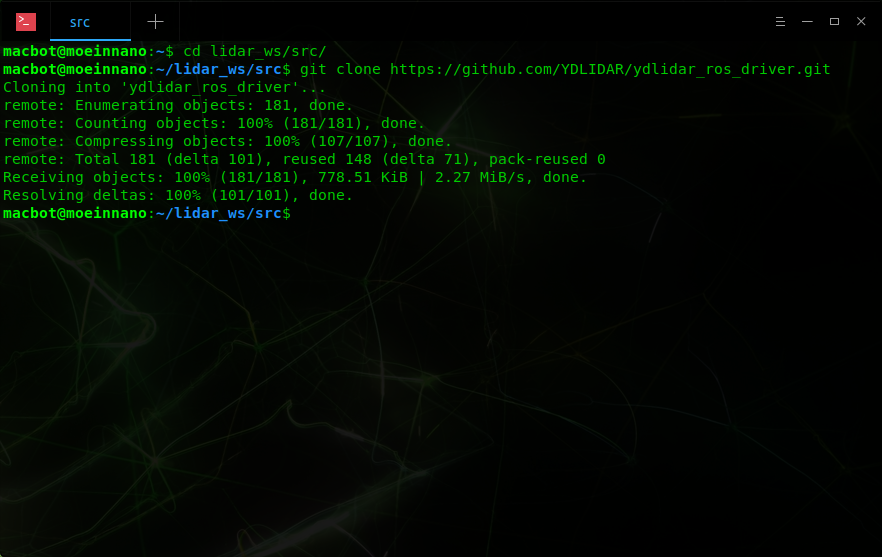 src
macbot@moeinnano:~$ cd lidar_ws/src/
macbot@moeinnano:~/lidar_ws/src$ git clone https://github.com/YDLIDAR/ydlidar_ros_driver.git
Cloning into 'ydlidar_ros_driver'...
remote: Enumerating objects: 181, done.
remote: Counting objects: 100% (181/181), done.
remote: Compressing objects: 100% (107/107), done.
remote: Total 181 (delta 101), reused 148 (delta 71), pack-reused 0
Receiving objects: 100% (181/181), 778.51 KiB | 2.27 MiB/s, done.
Resolving deltas: 100% (101/101), done.
macbot@moeinnano:~/lidar_ws/src$